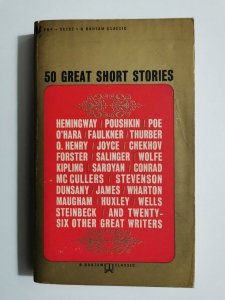 A BANTAM CLASSIC
50 GREAT SHORT STORIES
HEMINGWAY / POUSHKIN / POE
O'HARA / FAULKNER / THURBER
O. HENRY / JOYCE / CHEKHOV
FORSTER / SALINGER / WOLFE
KIPLING / SAROYAN / CONRAD
MC CULLERS / STEVENSON
DUNSANY / JAMES / WHARTON
MAUGHAM / HUXLEY / WELLS
STEINBECK / AND TWENTY-
SIX OTHER GREAT WRITERS
A BANTAM CLASSIC